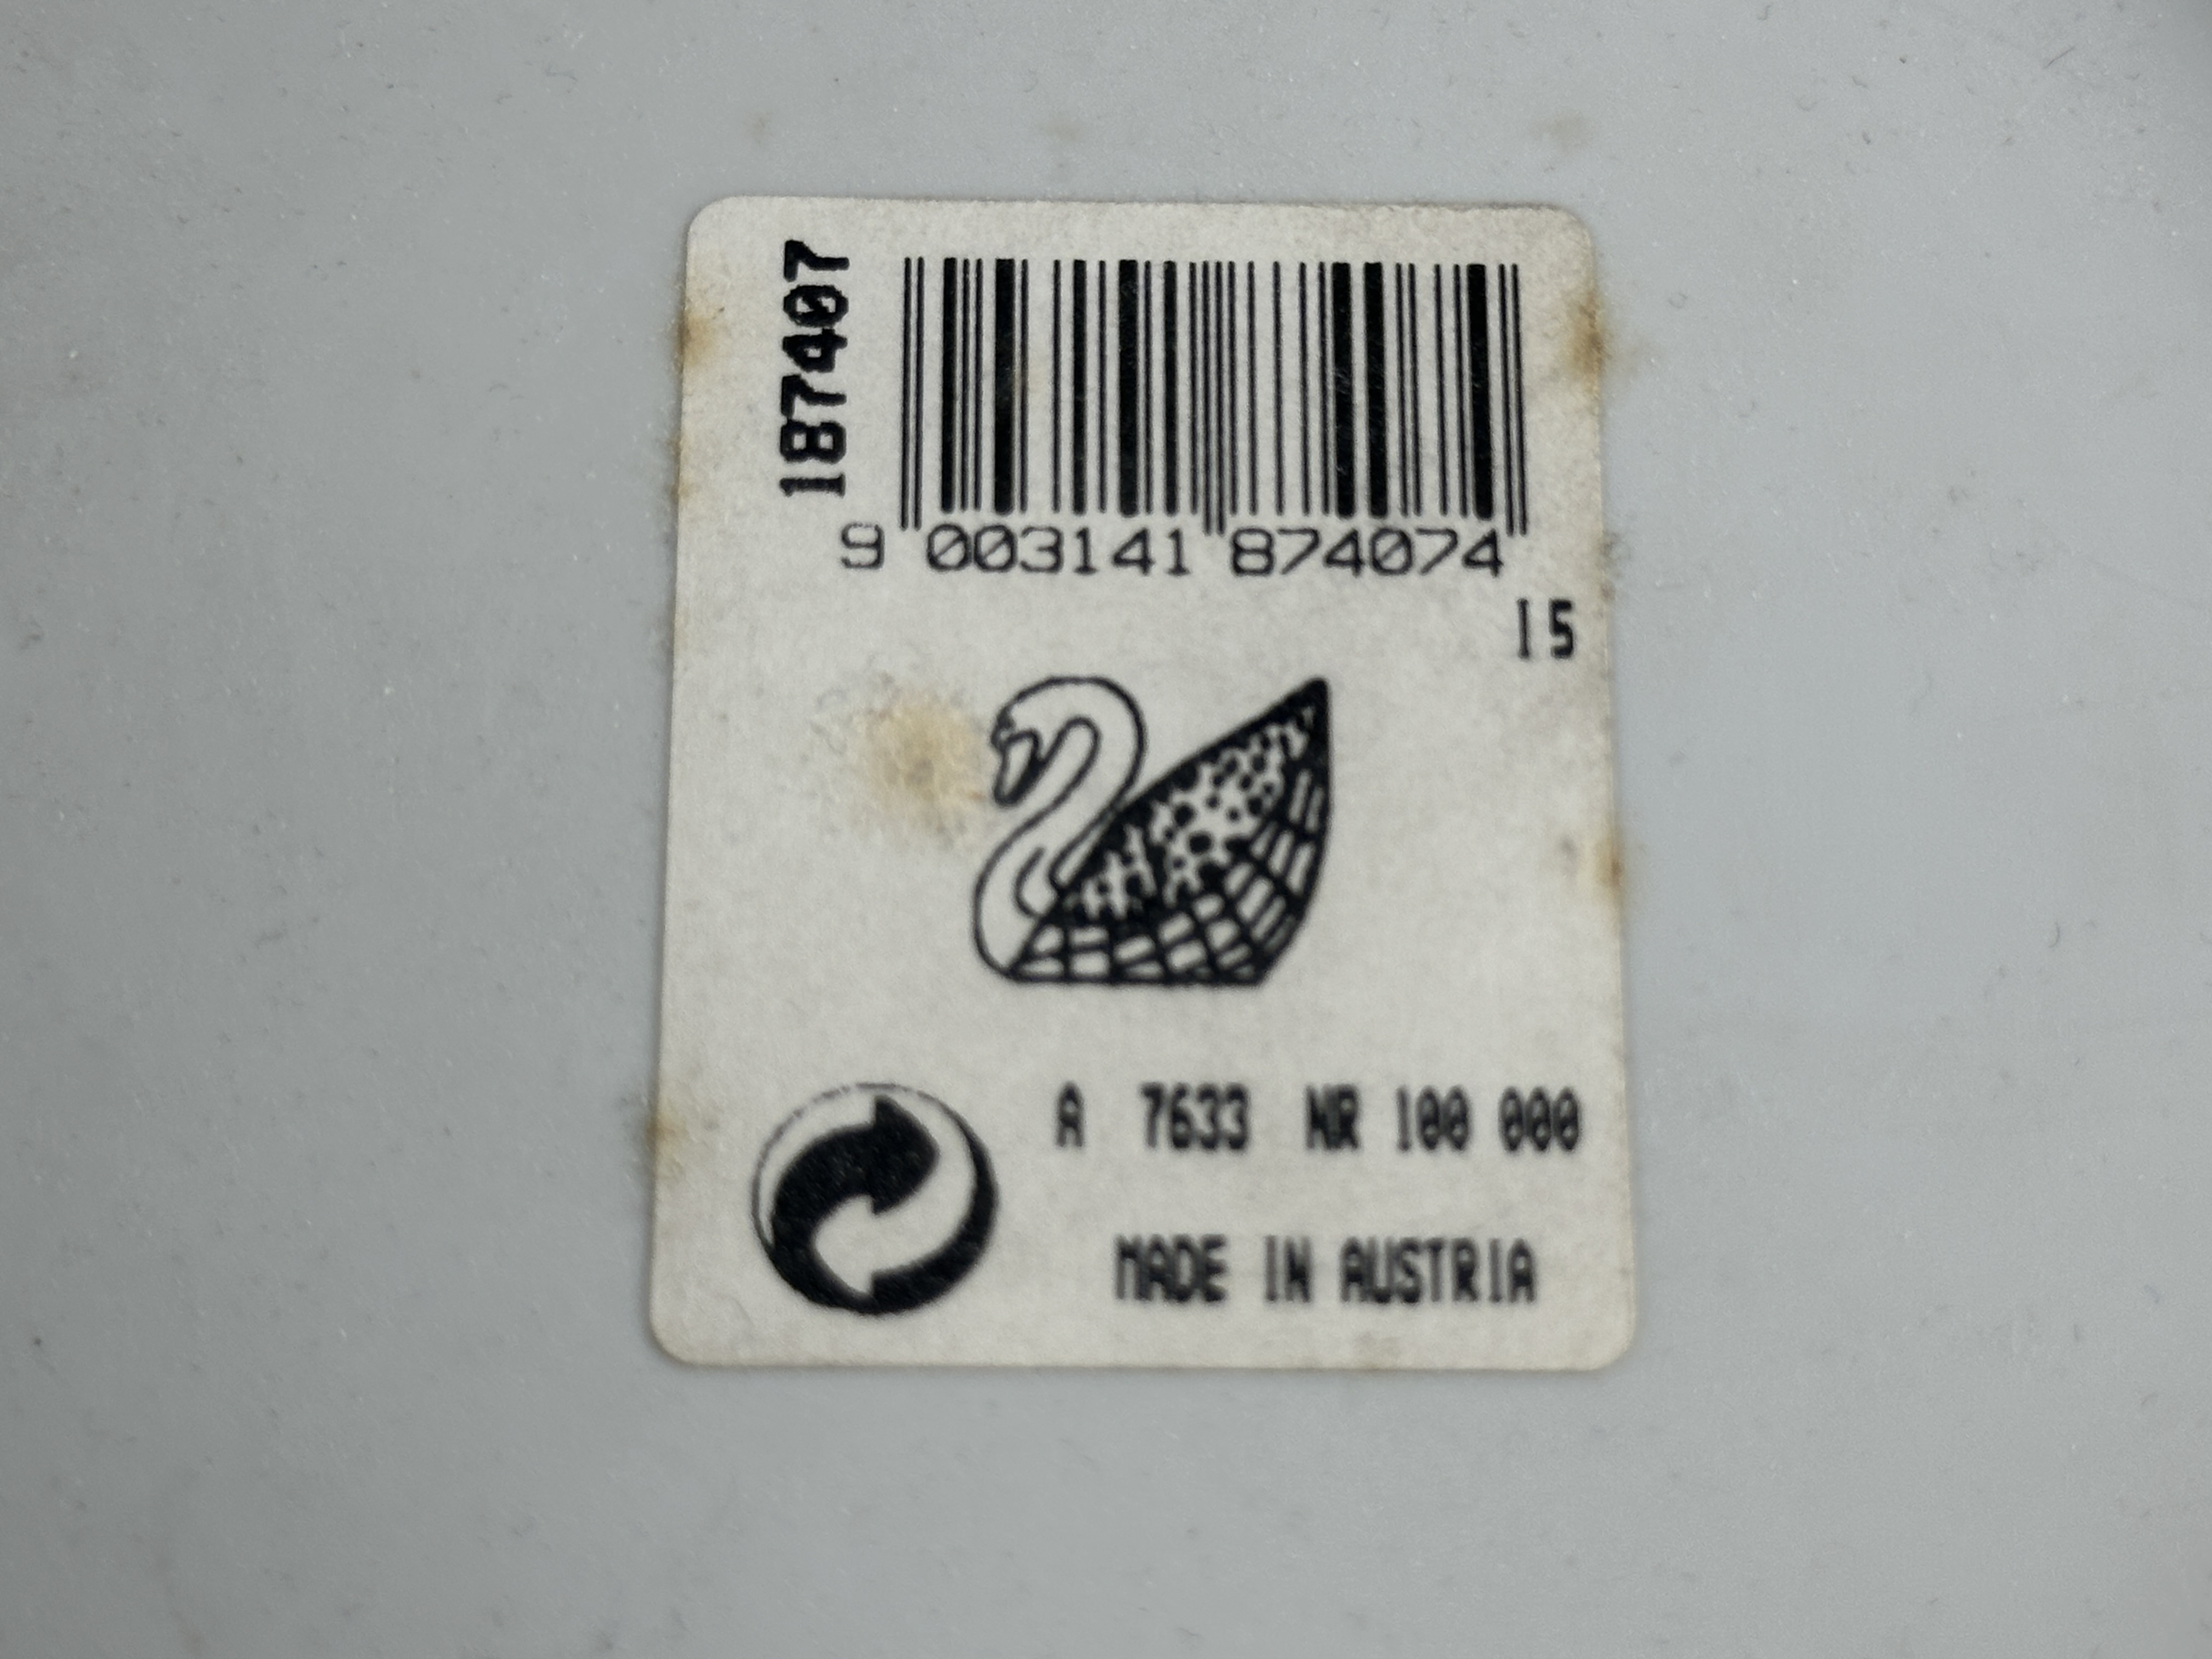 187407
9 003141 874074
15
A 7633 NR 100 000
MADE IN AUSTRIA